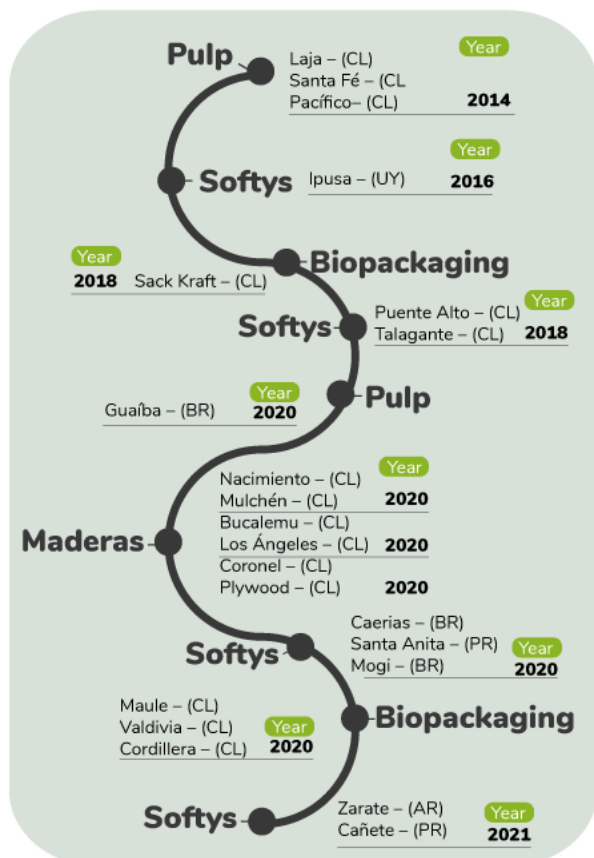 Pulp
Laja – (CL)
Santa Fé – (CL
Pacífico– (CL)
Year
2014
Softys
Ipusa – (UY)
Year
2016
Year
2018 Sack Kraft – (CL)
Biopackaging
Softys
Puente Alto – (CL)
Talagante – (CL)
Year
2018
Guaíba – (BR)
Year
2020
Pulp
Maderas
Year
Nacimiento – (CL)
Mulchén – (CL) 2020
Bucalemu – (CL)
Los Ángeles – (CL) 2020
Coronel – (CL)
Plywood – (CL) 2020
Softys
Caerias – (BR)
Santa Anita – (PR)
Mogi – (BR)
Year
2020
Maule – (CL)
Valdivia – (CL)
Cordillera – (CL)
Year
2020
Biopackaging
Softys
Zarate – (AR)
Cañete – (PR)
Year
2021